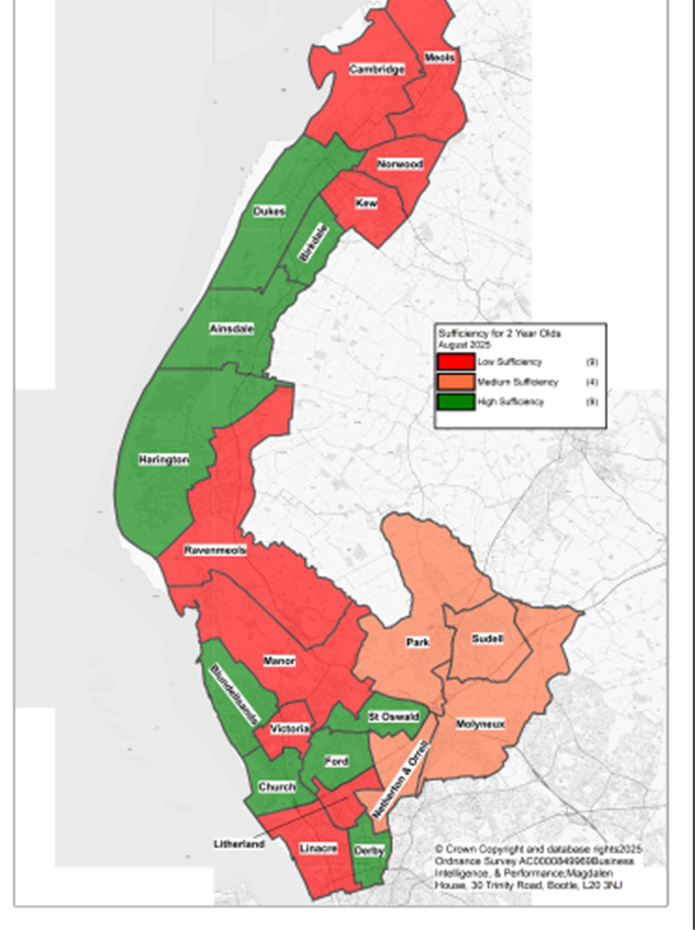 Meols
Cambridge
Norwood
Kew
Dukes
Birkdale
Ainsdale
Sufficiency for 2 Year Olds
August 2025
Low Sufficiency (9)
Medium Sufficiency (4)
High Sufficiency (9)
Harington
Ravenmeols
Park
Sudell
Manor
Blundellsands
St Oswald
Molyneux
Victoria
Ford
Netherton & Orrell
Church
Litherland
Linacre
Derby
© Crown Copyright and database rights2025
Ordnance Survey AC0000849969Business
Intelligence, & Performance;Magdalen
House, 30 Trinity Road, Bootle, L20 3NJ